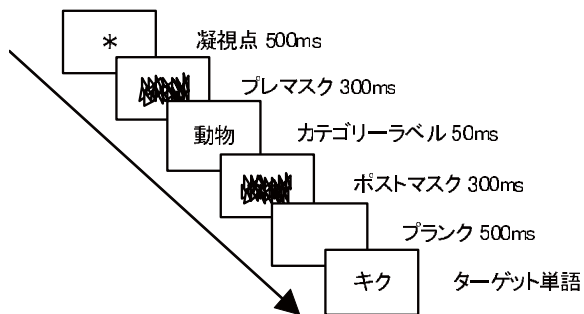 *
凝視点 500ms
プレマスク 300ms
動物
カテゴリーラベル 50ms
ポストマスク 300ms
プランク 500ms
キク
ターゲット単語